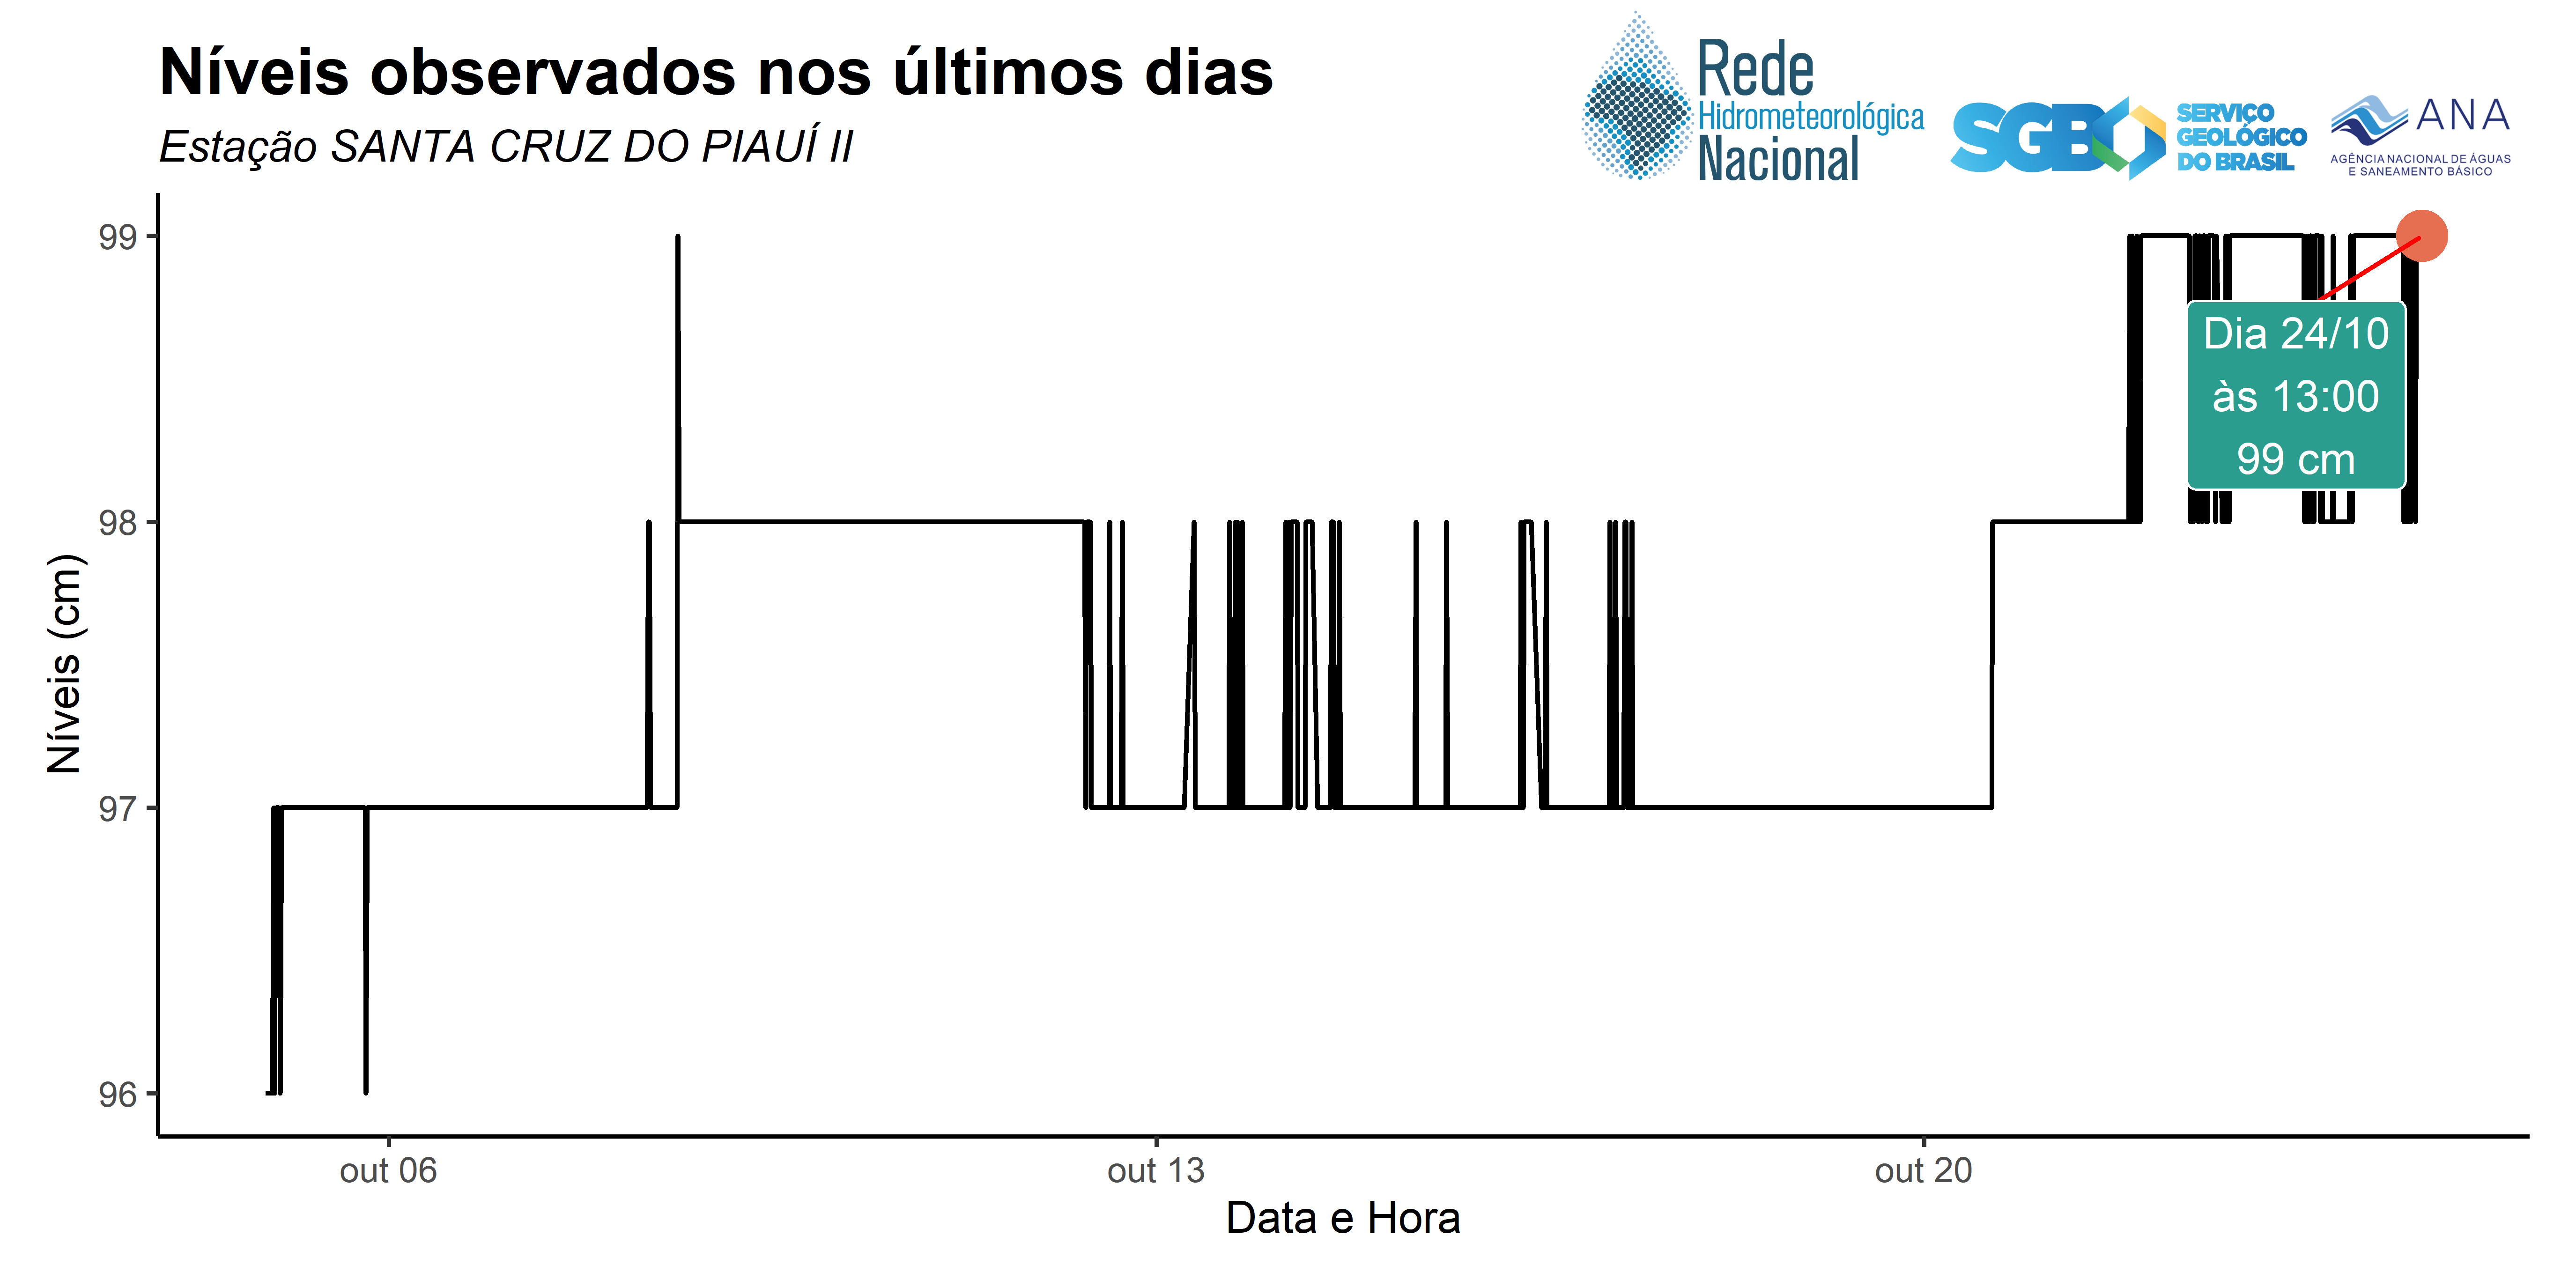 Níveis observados nos últimos dias
Estação SANTA CRUZ DO PIAUÍ II
Rede
Hidrometeorológica
Nacional
SGB
SERVIÇO
GEOLÓGICO
DO BRASIL
ANA
AGÊNCIA NACIONAL DE ÁGUAS
E SANEAMENTO BÁSICO
99
98
97
96
Níveis (cm)
Dia 24/10
às 13:00
99 cm
out 06
out 13
out 20
Data e Hora